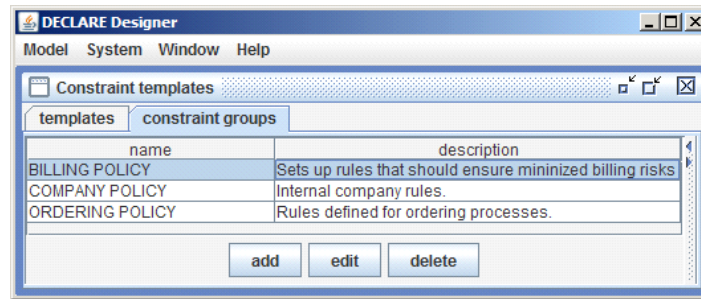 DECLARE Designer
Model System Window Help
Constraint templates
templates constraint groups
name description
BILLING POLICY Sets up rules that should ensure mininized billing risks
COMPANY POLICY Internal company rules.
ORDERING POLICY Rules defined for ordering processes.
add edit delete